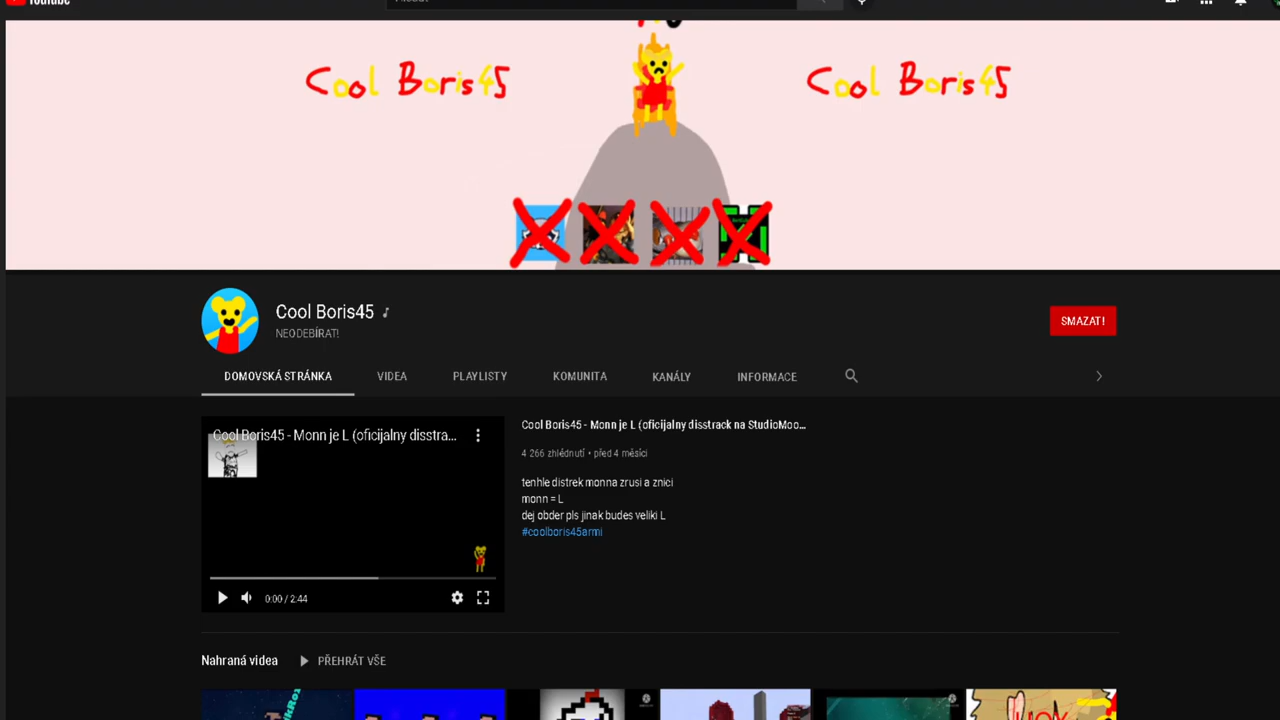 YouTube
Hledat
Cool Boris45
Cool Boris45
Cool Boris45
NEODEBÍRAT!
SMAZAT!
DOMOVSKÁ STRÁNKA
VIDEA
PLAYLISTY
KOMUNITA
KANÁLY
INFORMACE
Cool Boris45 - Monn je L (oficijalny disstra...
0:00 / 2:44
Cool Boris45 - Monn je L (oficijalny disstrack na StudioMoo...
4 266 zhlédnutí • před 4 měsíci
tenhle distrek monna zrusi a znici
monn = L
dej obder pls jinak budes veliki L
#coolboris45armi
Nahraná videa
PŘEHRÁT VŠE